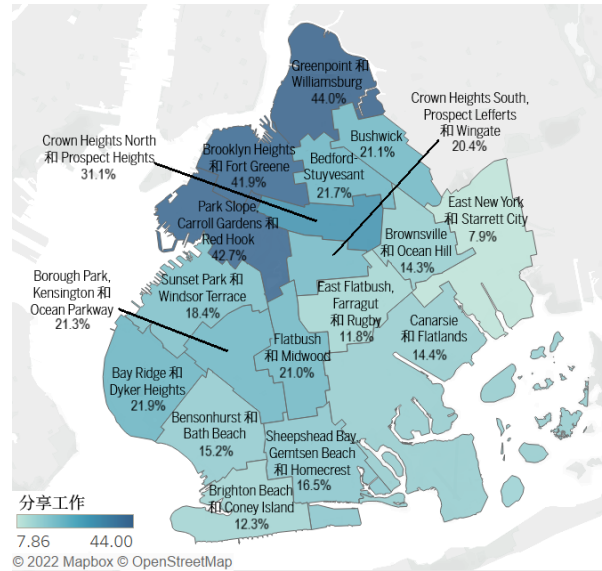 Greenpoint 和
Williamsburg
44.0%
Crown Heights South,
Prospect Lefferts
和 Wingate
20.4%
Crown Heights North
和 Prospect Heights
31.1%
Brooklyn Heights
和 Fort Greene
41.9%
Bushwick
21.1%
Bedford-
Stuyvesant
21.7%
Park Slope,
Carroll Gardens 和
Red Hook
42.7%
East New York
和 Starrett City
7.9%
Brownsville
和 Ocean Hill
14.3%
Borough Park,
Kensington 和
Ocean Parkway
21.3%
Sunset Park 和
Windsor Terrace
18.4%
East Flatbush,
Farragut
和 Rugby
11.8%
Canarsie
和 Flatlands
14.4%
Flatbush
和 Midwood
21.0%
Bay Ridge 和
Dyker Heights
21.9%
Bensonhurst 和
Bath Beach
15.2%
Sheepshead Bay,
Gerntsen Beach
和 Homecrest
16.5%
Brighton Beach
和 Coney Island
12.3%
分享工作
7.86 44.00
© 2022 Mapbox © OpenStreetMap